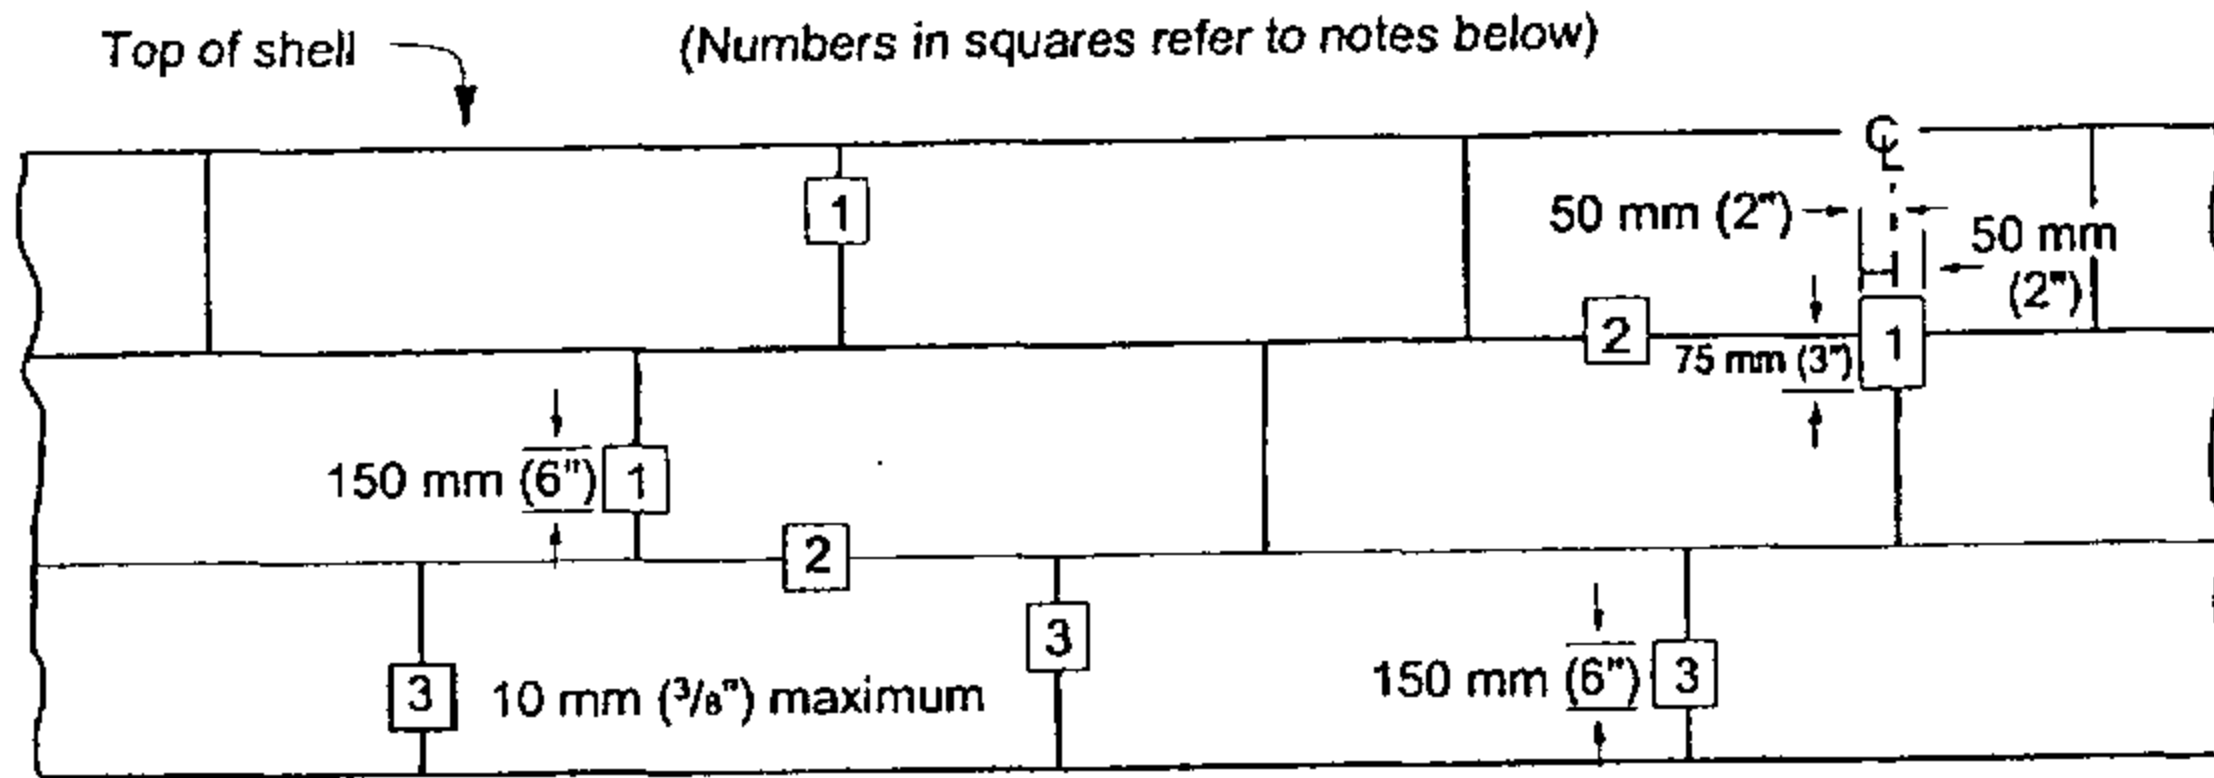 Top of shell
(Numbers in squares refer to notes below)
℄
1
50 mm (2")
50 mm
(2")
2
1
75 mm (3")
150 mm (6")
1
2
3
3
10 mm (3/8") maximum
150 mm (6")
3